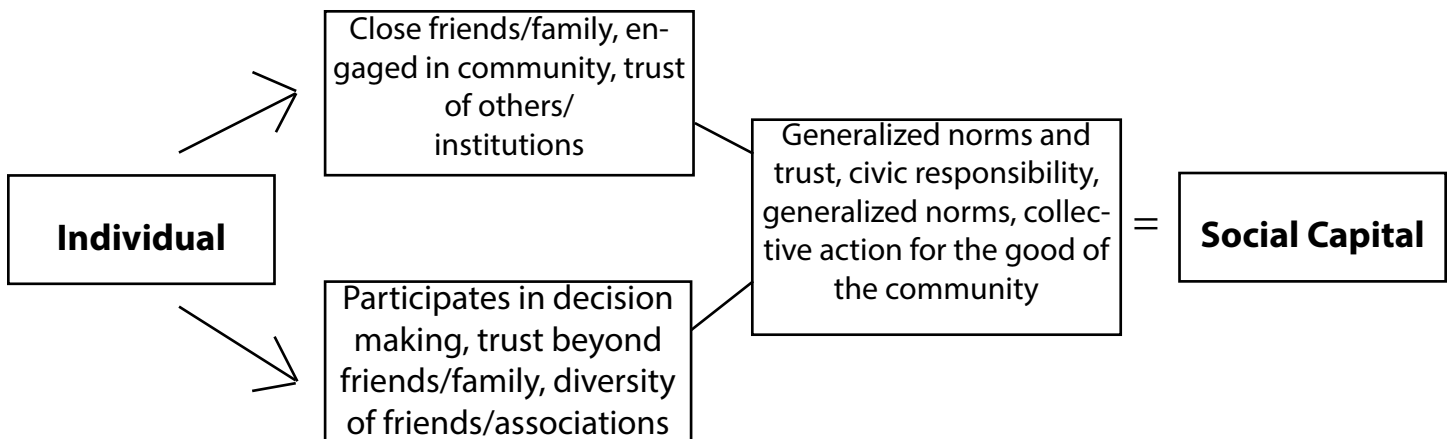 Close friends/family, en-
gaged in community, trust
of others/
institutions
Individual
Participates in decision
making, trust beyond
friends/family, diversity
of friends/associations
Generalized norms and
trust, civic responsibility,
generalized norms, collec-
tive action for the good of
the community
=
Social Capital